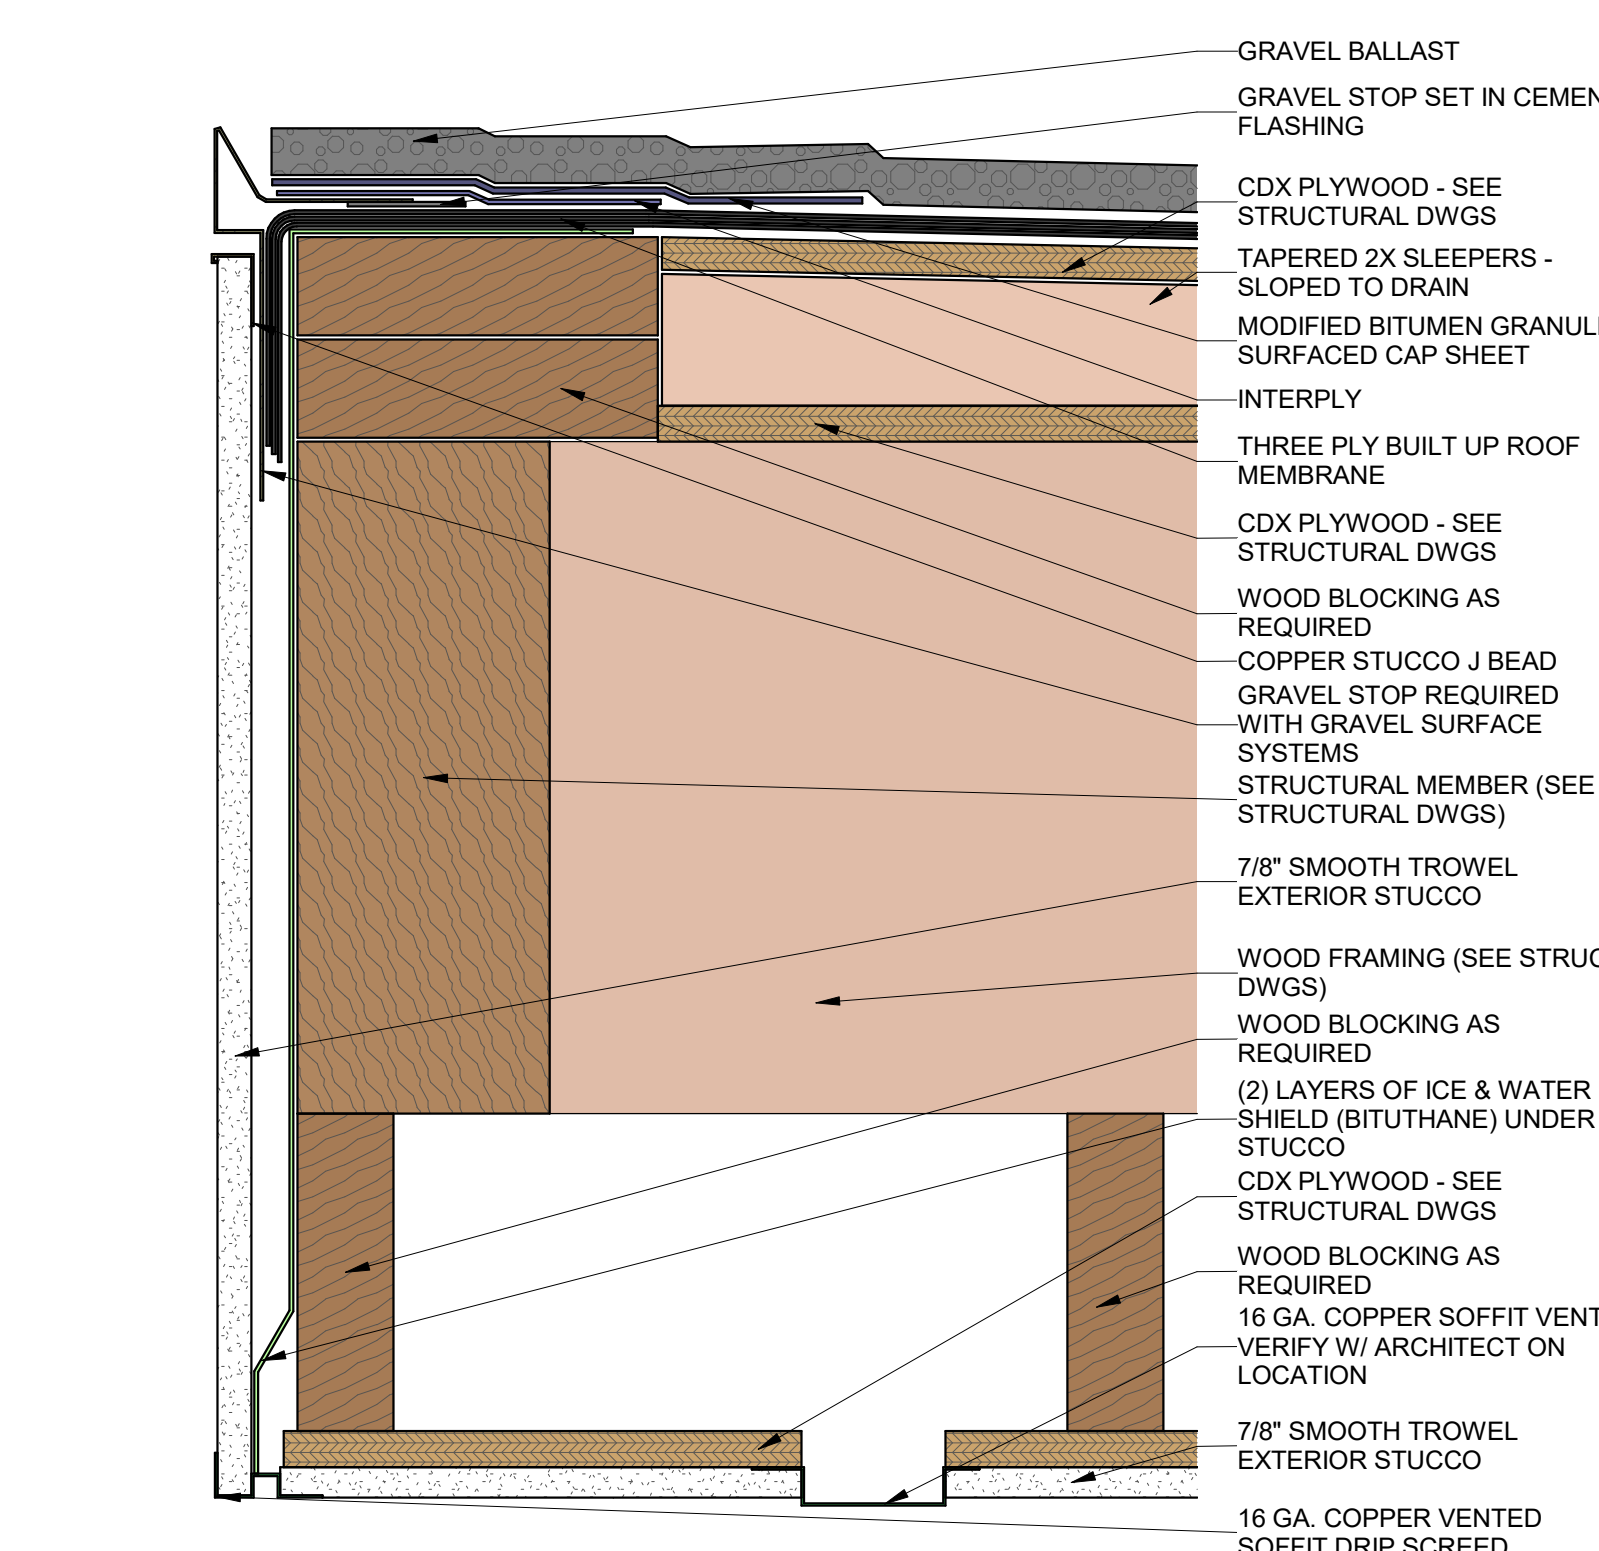 GRAVEL BALLAST
GRAVEL STOP SET IN CEMEN
FLASHING
CDX PLYWOOD - SEE
STRUCTURAL DWGS
TAPERED 2X SLEEPERS -
SLOPED TO DRAIN
MODIFIED BITUMEN GRANUL
SURFACED CAP SHEET
INTERPLY
THREE PLY BUILT UP ROOF
MEMBRANE
CDX PLYWOOD - SEE
STRUCTURAL DWGS
WOOD BLOCKING AS
REQUIRED
COPPER STUCCO J BEAD
GRAVEL STOP REQUIRED
WITH GRAVEL SURFACE
SYSTEMS
STRUCTURAL MEMBER (SEE
STRUCTURAL DWGS)
7/8" SMOOTH TROWEL
EXTERIOR STUCCO
WOOD FRAMING (SEE STRUC
DWGS)
WOOD BLOCKING AS
REQUIRED
(2) LAYERS OF ICE & WATER
SHIELD (BITUTHANE) UNDER
STUCCO
CDX PLYWOOD - SEE
STRUCTURAL DWGS
WOOD BLOCKING AS
REQUIRED
16 GA. COPPER SOFFIT VENT
VERIFY W/ ARCHITECT ON
LOCATION
7/8" SMOOTH TROWEL
EXTERIOR STUCCO
16 GA. COPPER VENTED
SOFFIT DRIP SCREED